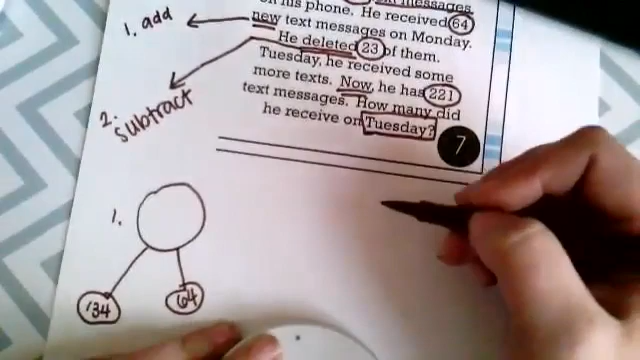 on his phone. He received 64
new text messages on Monday.
He deleted 23 of them.
Tuesday, he received some
more texts. Now, he has 221
text messages. How many did
he receive on Tuesday?
7
1. add
2. subtract
1.
134
64